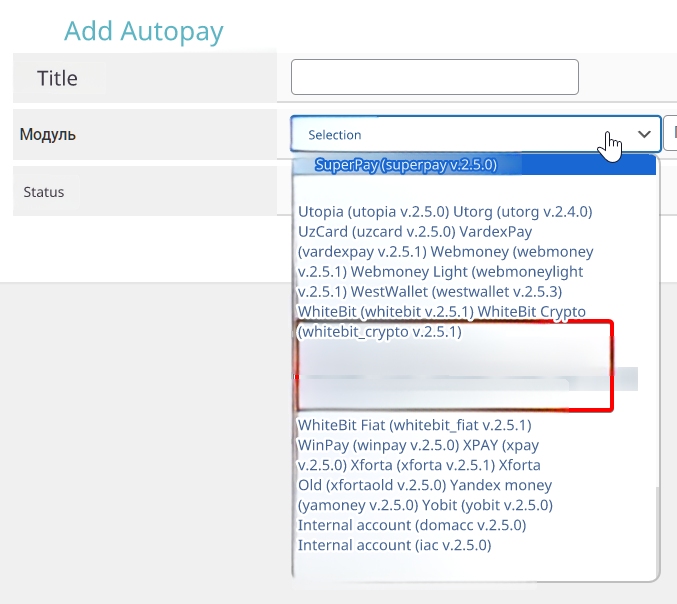 Add Autopay
Title
Модуль
Selection
SuperPay (superpay v.2.5.0)
Status
Utopia (utopia v.2.5.0) Utorg (utorg v.2.4.0)
UzCard (uzcard v.2.5.0) VardexPay
(vardexpay v.2.5.1) Webmoney (webmoney
v.2.5.1) Webmoney Light (webmoneylight
v.2.5.1) WestWallet (westwallet v.2.5.3)
WhiteBit (whitebit v.2.5.1) WhiteBit Crypto
(whitebit_crypto v.2.5.1)
WhiteBit Fiat (whitebit_fiat v.2.5.1)
WinPay (winpay v.2.5.0) XPAY (xpay
v.2.5.0) Xforta (xforta v.2.5.1) Xforta
Old (xfortaold v.2.5.0) Yandex money
(yamoney v.2.5.0) Yobit (yobit v.2.5.0)
Internal account (domacc v.2.5.0)
Internal account (iac v.2.5.0)